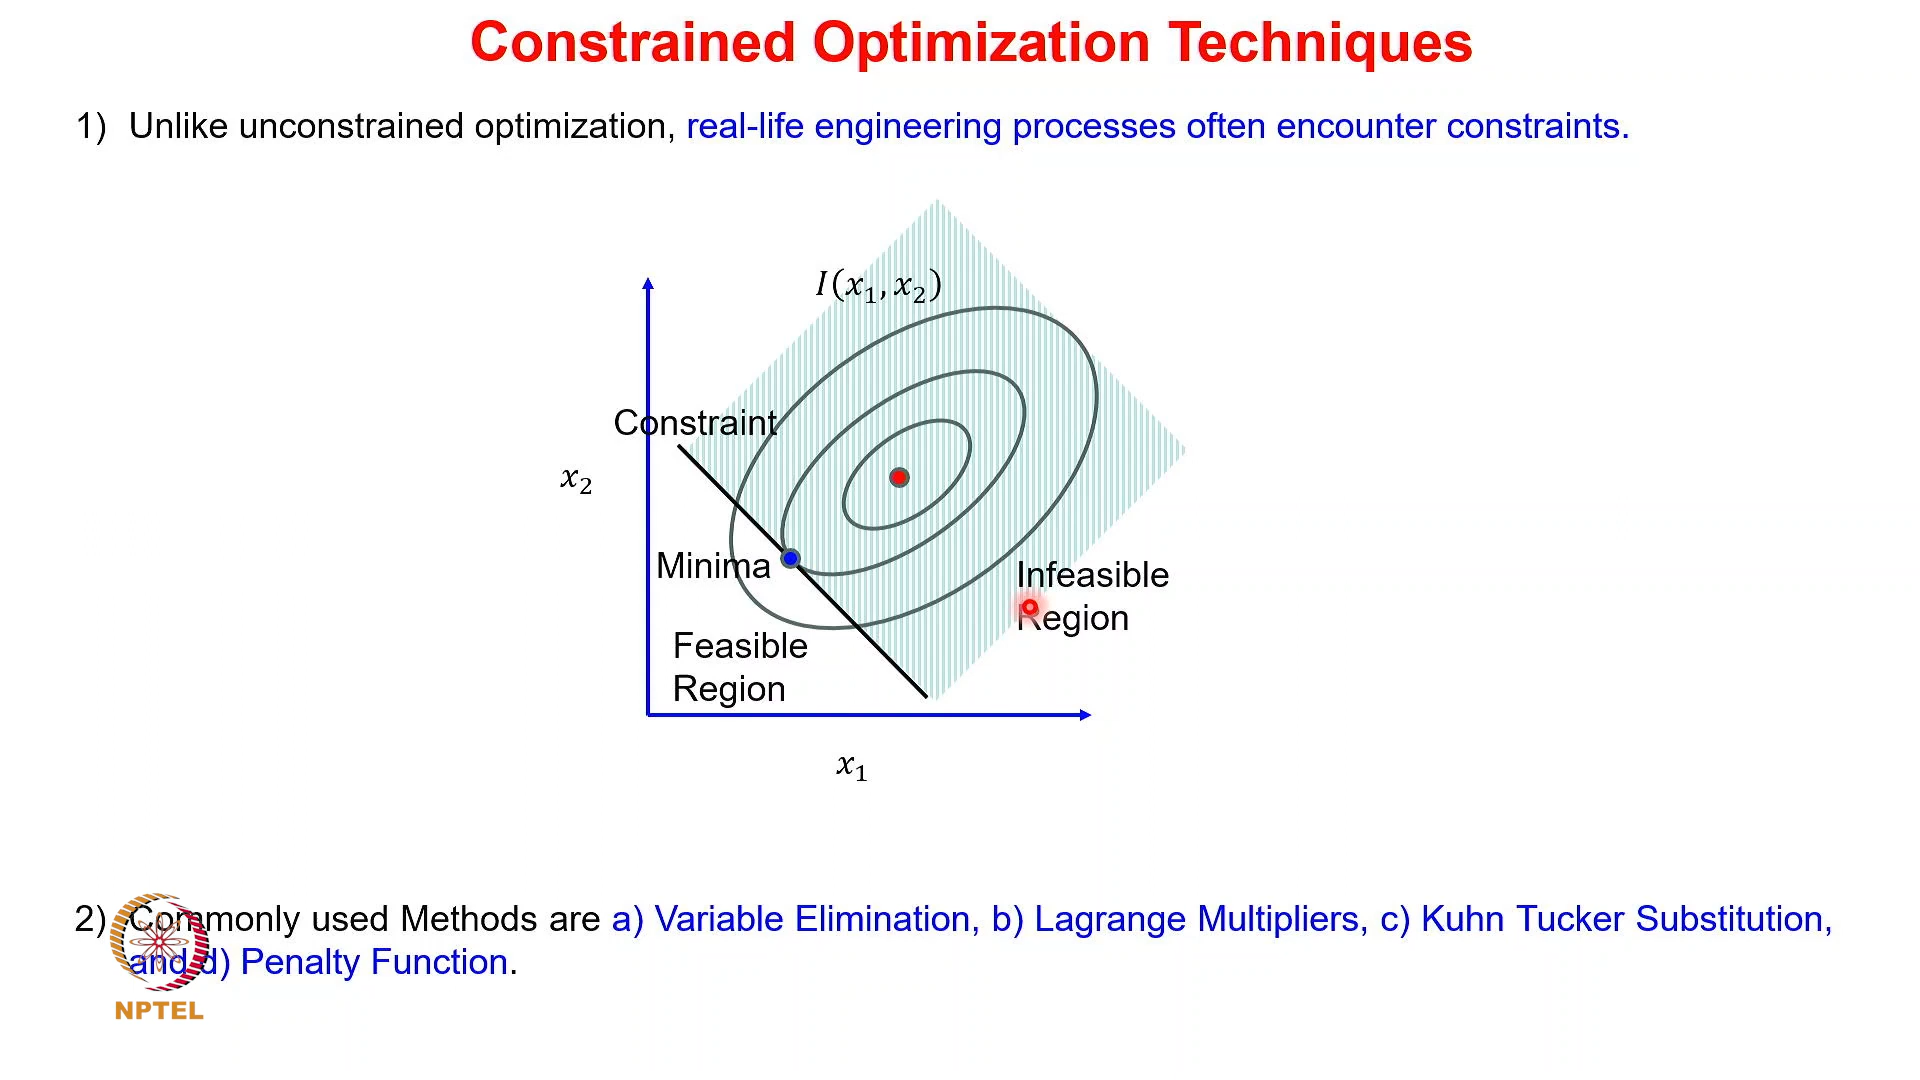 Constrained Optimization Techniques
1) Unlike unconstrained optimization, real-life engineering processes often encounter constraints.
I(x₁, x₂)
Constraint
x₂
Minima
Infeasible
Region
Feasible
Region
x₁
2) Commonly used Methods are a) Variable Elimination, b) Lagrange Multipliers, c) Kuhn Tucker Substitution,
and d) Penalty Function.
NPTEL